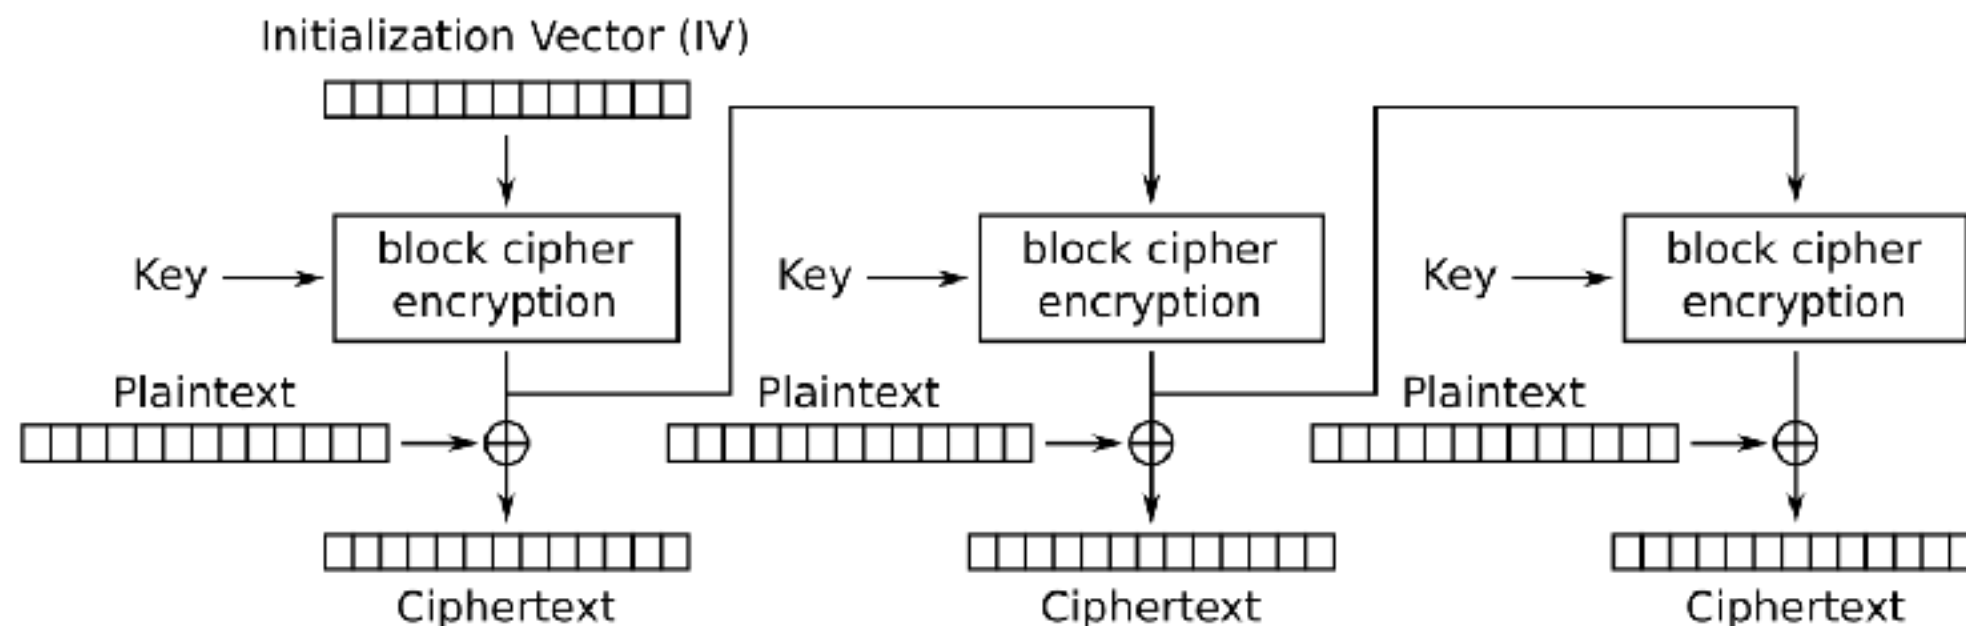 Initialization Vector (IV)
Key
block cipher
encryption
Key
block cipher
encryption
Key
block cipher
encryption
Plaintext
Plaintext
Plaintext
Ciphertext
Ciphertext
Ciphertext